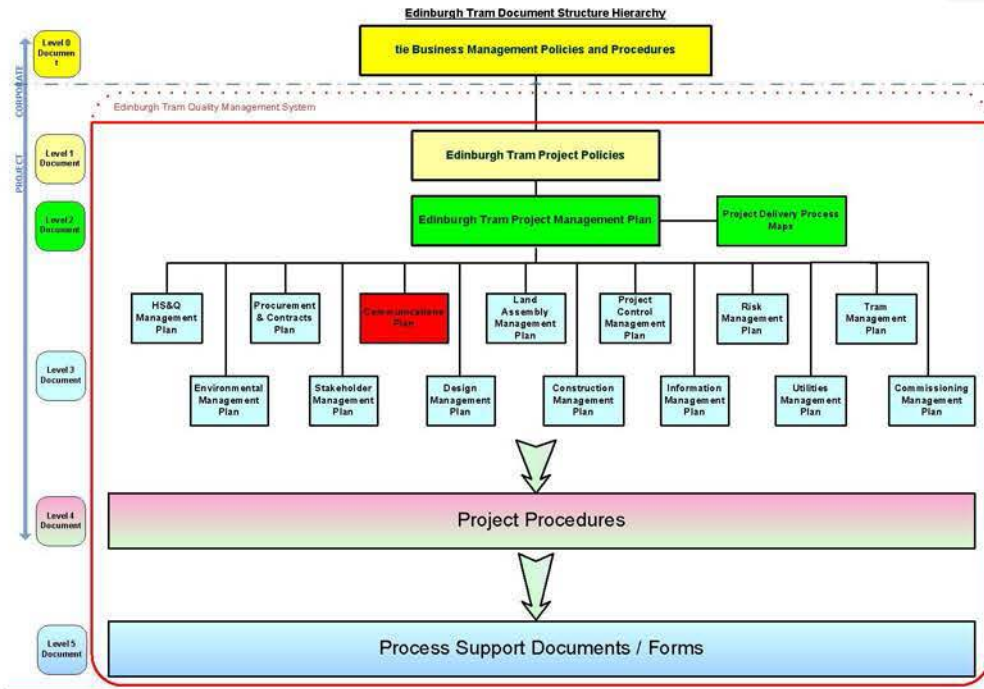 Edinburgh Tram Document Structure Hierarchy
Level 0
Documen
t
tie Business Management Policies and Procedures
CORPORATE
Edinburgh Tram Quality Management System
PROJECT
Level 1
Document
Edinburgh Tram Project Policies
Level 2
Document
Edinburgh Tram Project Management Plan
Project Delivery Process
Maps
HS&Q
Management
Plan
Procurement
& Contracts
Plan
Communications
Plan
Land
Assembly
Management
Plan
Project
Control
Management
Plan
Risk
Management
Plan
Tram
Management
Plan
Level 3
Document
Environmental
Management
Plan
Stakeholder
Management
Plan
Design
Management
Plan
Construction
Management
Plan
Information
Management
Plan
Utilities
Management
Plan
Commissioning
Management
Plan
Level 4
Document
Project Procedures
Level 5
Document
Process Support Documents / Forms